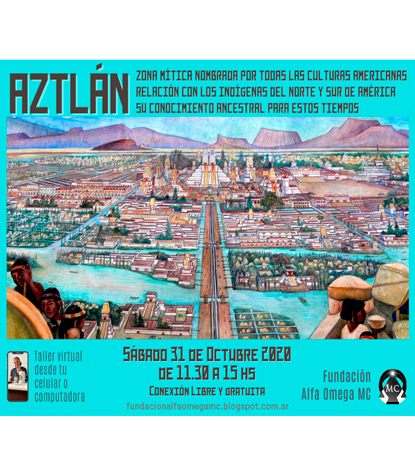 AZTLÁN
ZONA MÍTICA NOMBRADA POR TODAS LAS CULTURAS AMERICANAS
RELACIÓN CON LOS INDÍGENAS DEL NORTE Y SUR DE AMÉRICA
SU CONOCIMIENTO ANCESTRAL PARA ESTOS TIEMPOS
Taller virtual
desde tu
celular o
computadora
SÁBADO 31 DE OCTUBRE 2020
DE 11.30 A 15 HS
CONEXIÓN LIBRE Y GRATUITA
fundacionalfaomegamc.blogspot.com.ar
Fundación
Alfa Omega MC
MC